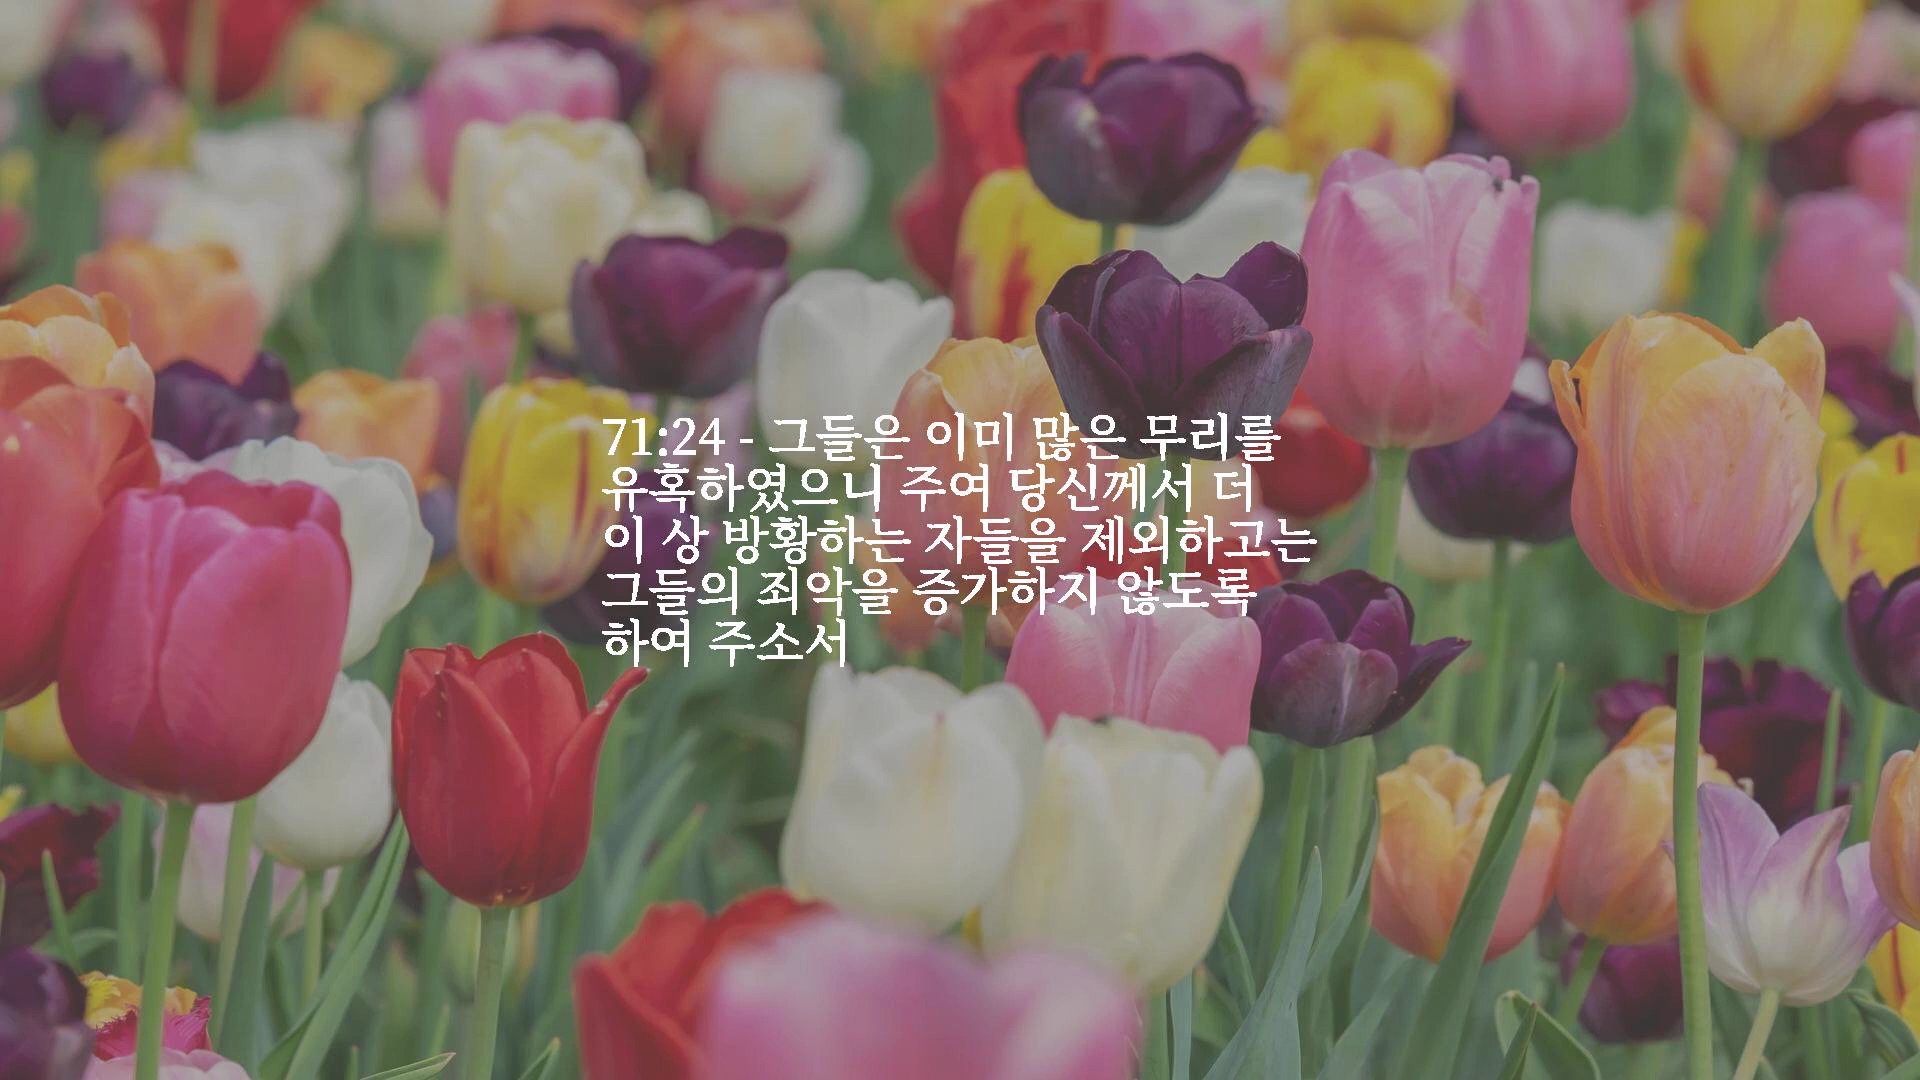 71:24 - 그들은 이미 많은 무리를
유혹하였으니 주여 당신께서 더
이 상 방황하는 자들을 제외하고는
그들의 죄악을 증가하지 않도록
하여 주소서